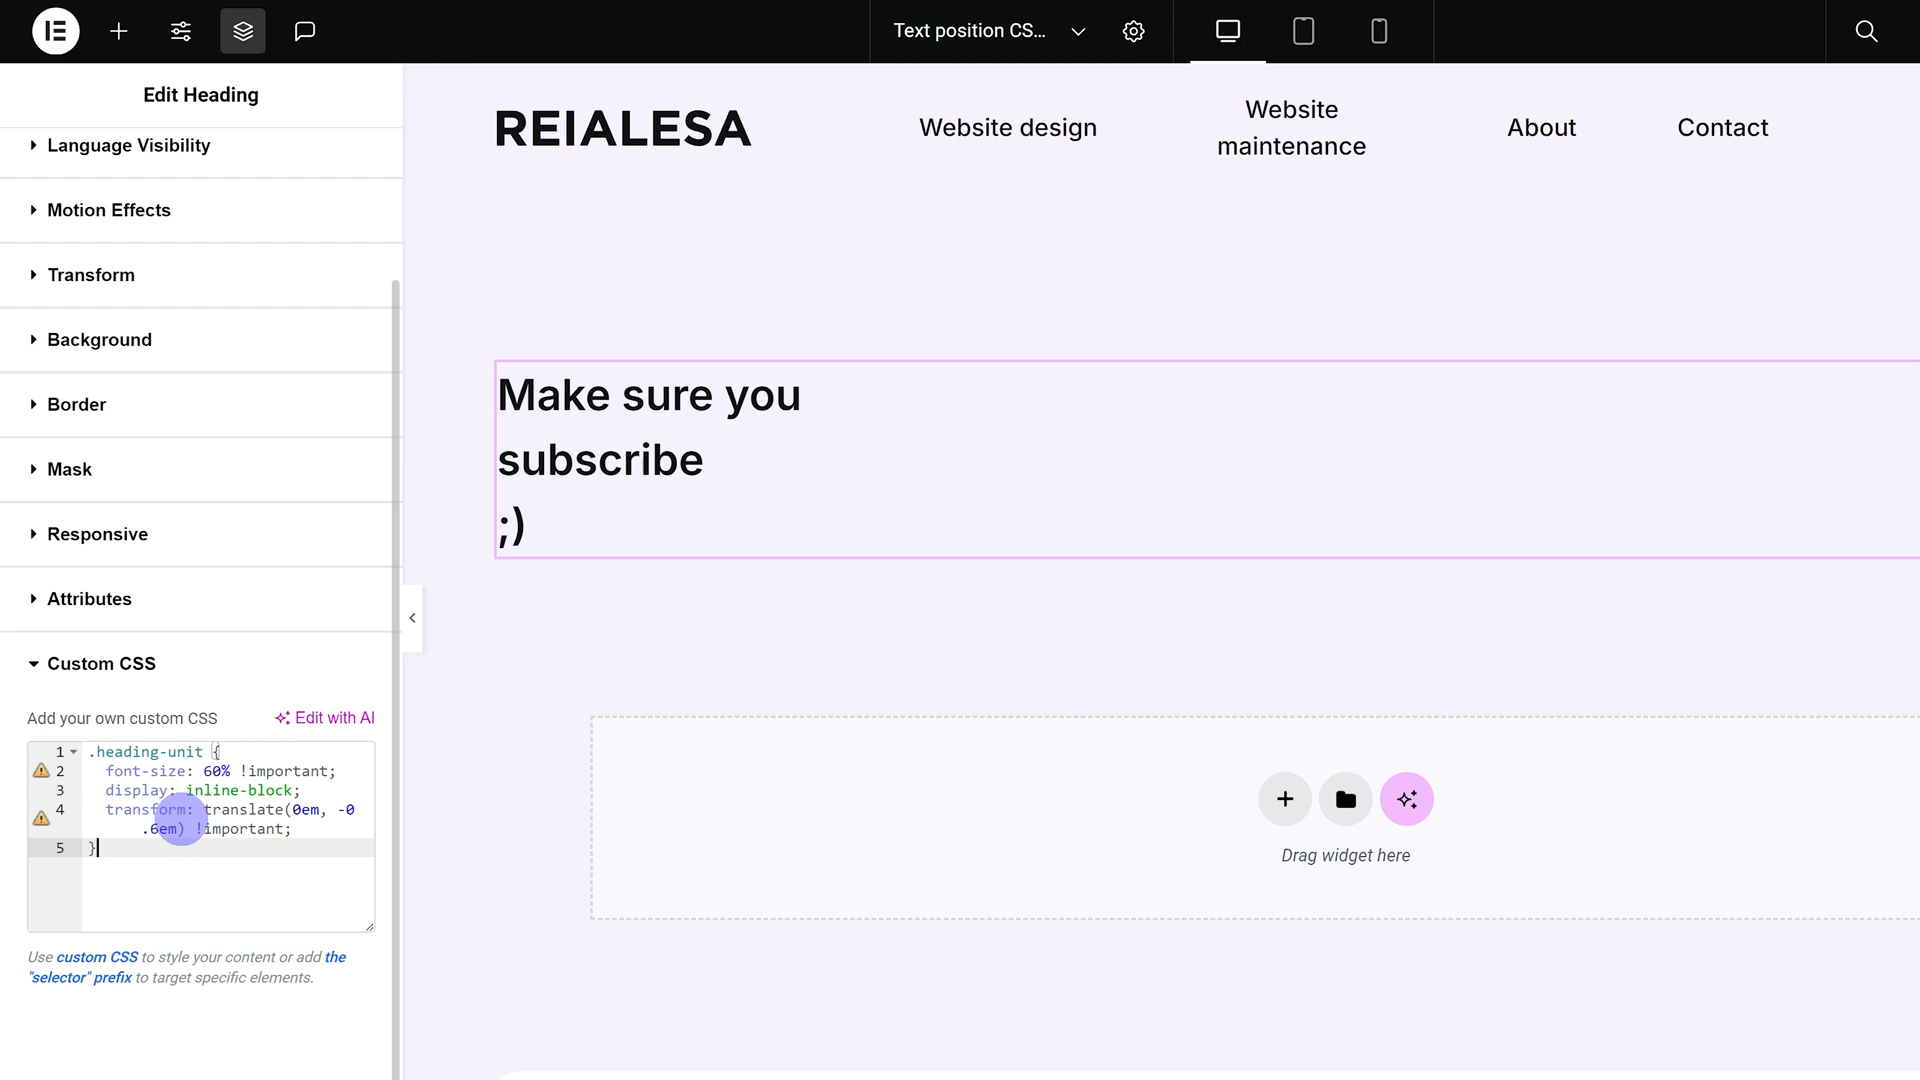 Text position CS...
Edit Heading
Language Visibility
Motion Effects
Transform
Background
Border
Mask
Responsive
Attributes
Custom CSS
Add your own custom CSS
Edit with AI
1 .heading-unit {
2 font-size: 60% !important;
3 display: inline-block;
4 transform: translate(0em, -0
.6em) !important;
5 }
Use custom CSS to style your content or add the
"selector" prefix to target specific elements.
REIALESA
Website design
Website
maintenance
About
Contact
Make sure you
subscribe
;)
Drag widget here